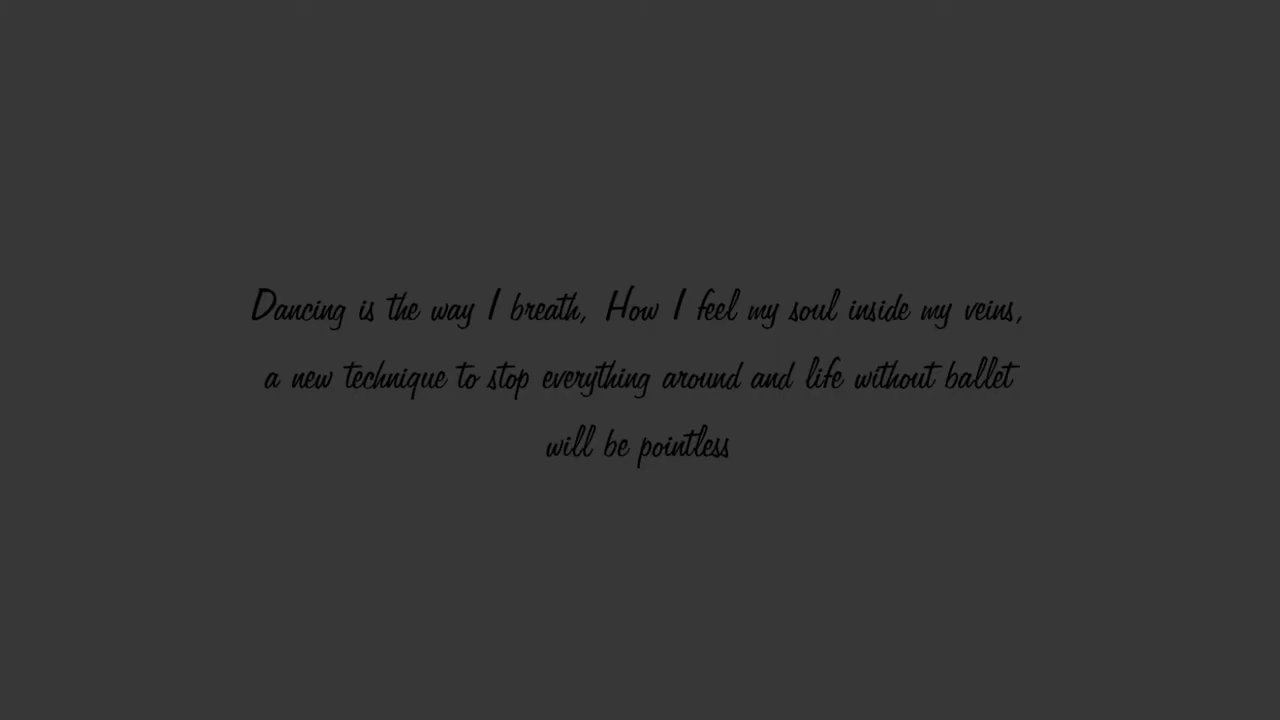 Dancing is the way I breath, How I feel my soul inside my veins,
a new technique to stop everything around and life without ballet
will be pointless